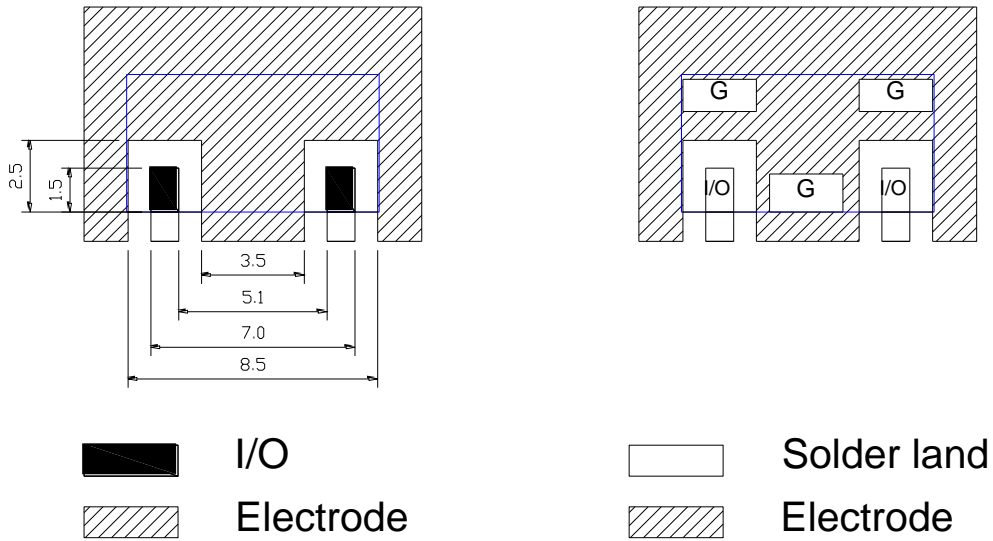 G
G
2.5
1.5
I/O
G
I/O
3.5
5.1
7.0
8.5
I/O
Solder land
Electrode
Electrode